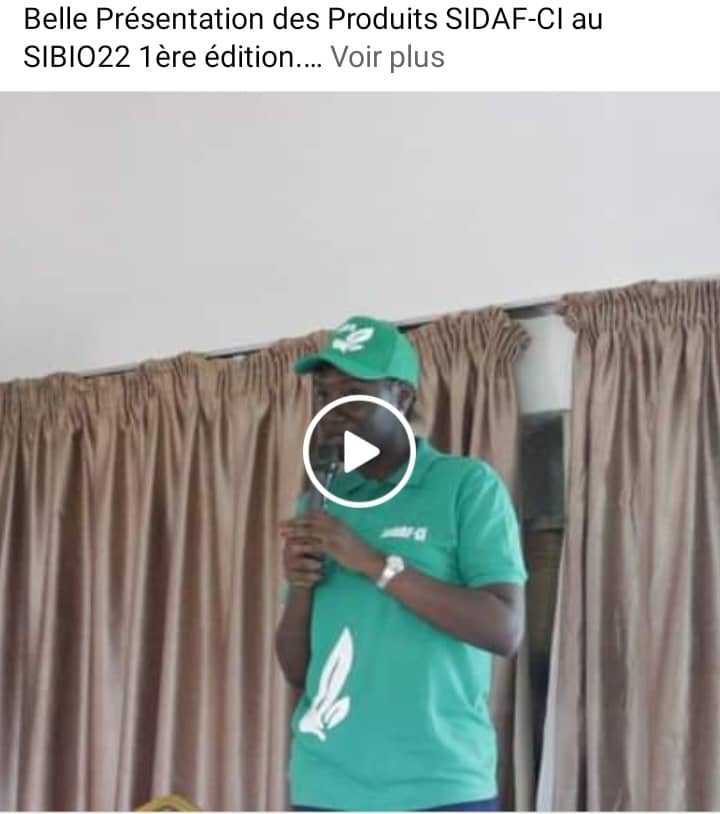 Belle Présentation des Produits SIDAF-CI au
SIBIO22 1ère édition.... Voir plus